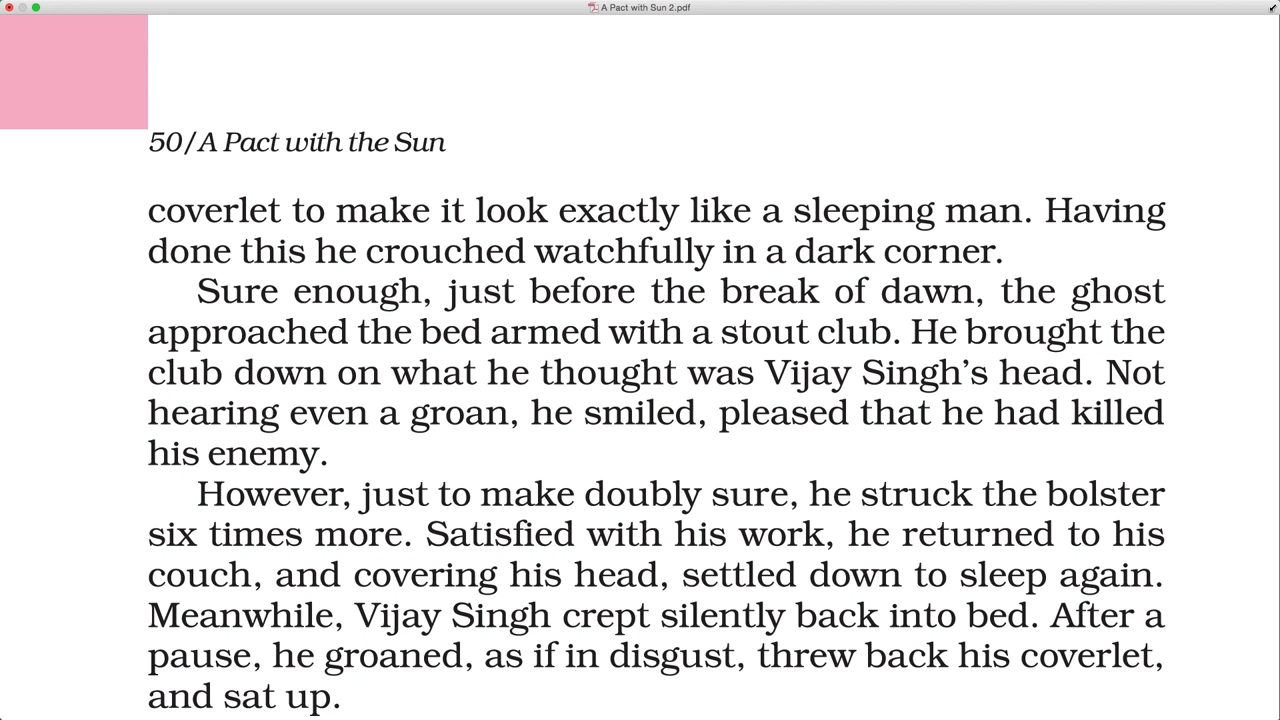 A Pact with Sun 2.pdf
50/A Pact with the Sun
coverlet to make it look exactly like a sleeping man. Having
done this he crouched watchfully in a dark corner.
Sure enough, just before the break of dawn, the ghost
approached the bed armed with a stout club. He brought the
club down on what he thought was Vijay Singh’s head. Not
hearing even a groan, he smiled, pleased that he had killed
his enemy.
However, just to make doubly sure, he struck the bolster
six times more. Satisfied with his work, he returned to his
couch, and covering his head, settled down to sleep again.
Meanwhile, Vijay Singh crept silently back into bed. After a
pause, he groaned, as if in disgust, threw back his coverlet,
and sat up.